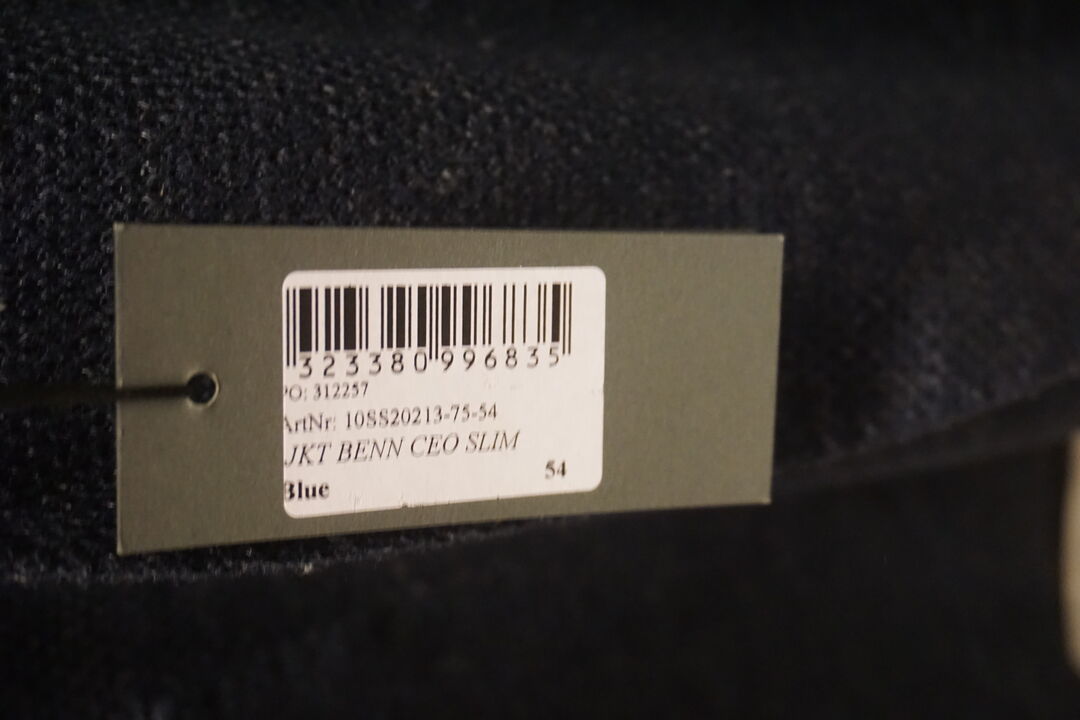 323380996835
PO: 312257
ArtNr: 10SS20213-75-54
JKT BENN CEO SLIM
Blue 54